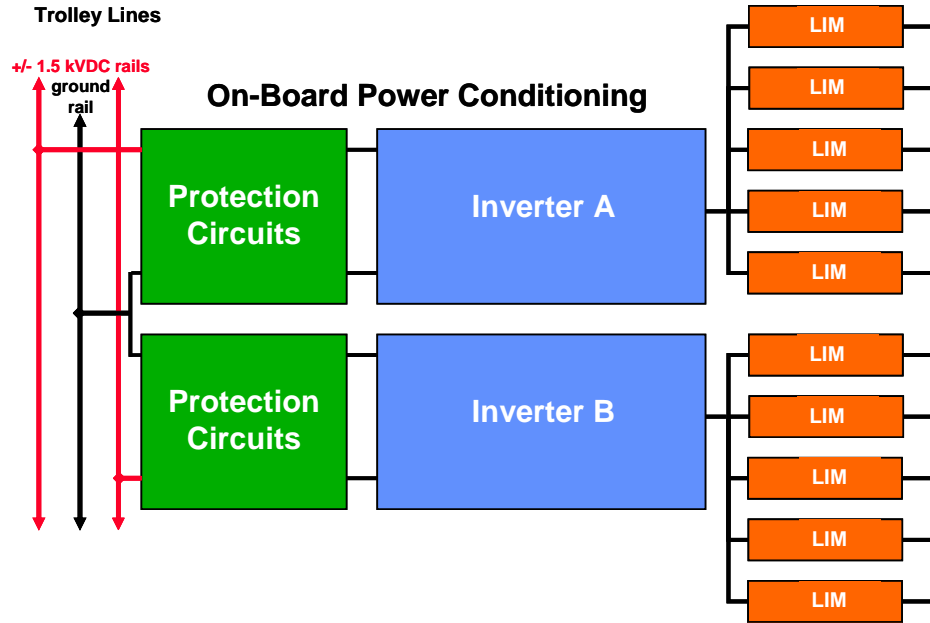 Trolley Lines
+/- 1.5 kVDC rails
ground
rail
On-Board Power Conditioning
Protection
Circuits
Inverter A
LIM
LIM
LIM
LIM
LIM
Protection
Circuits
Inverter B
LIM
LIM
LIM
LIM
LIM